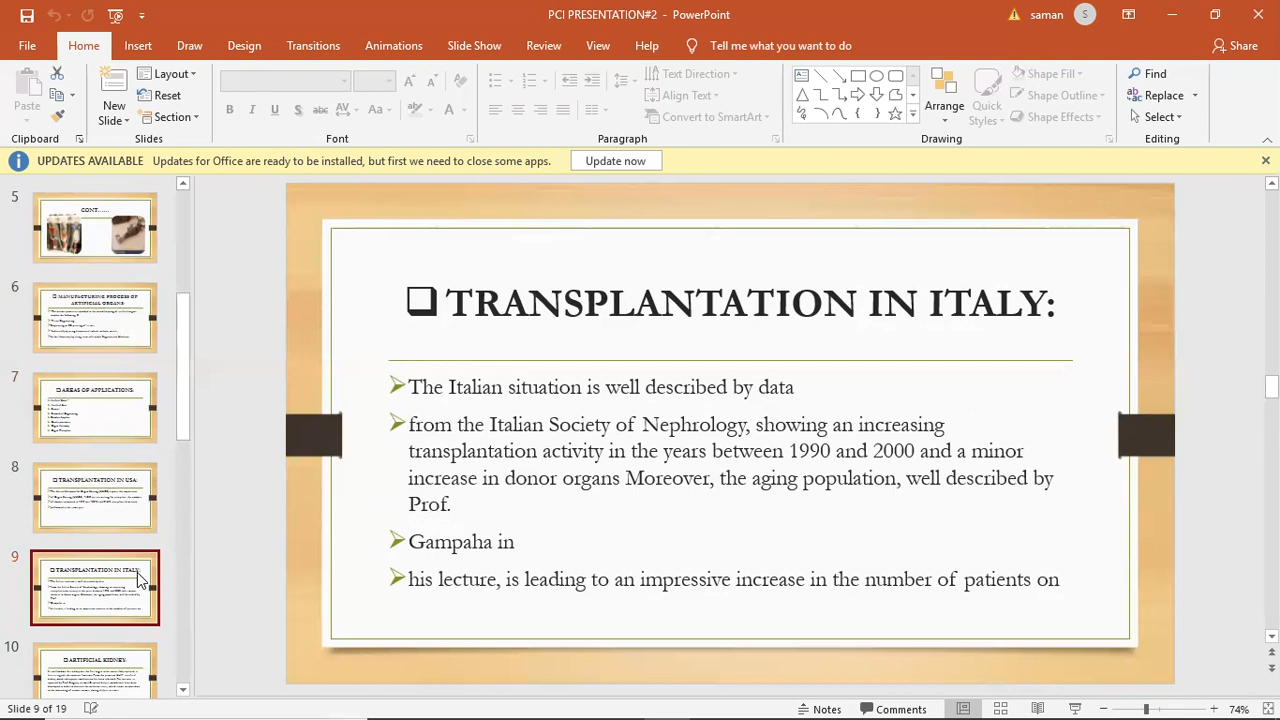 PCI PRESENTATION#2 - PowerPoint
saman
S
File Home Insert Draw Design Transitions Animations Slide Show Review View Help Tell me what you want to do Share
Paste
New Slide
Layout
Reset
Section
Text Direction
Align Text
Convert to SmartArt
Arrange
Quick Styles
Shape Fill
Shape Outline
Shape Effects
Find
Replace
Select
Clipboard Slides Font Paragraph Drawing Editing
UPDATES AVAILABLE Updates for Office are ready to be installed, but first we need to close some apps. Update now
5
CONT......
6
MANUFACTURING PROCESS OF
ARTIFICIAL ORGANS:
7
AREAS OF APPLICATIONS:
8
TRANSPLANTATION IN USA:
9
TRANSPLANTATION IN ITALY:
10
ARTIFICIAL KIDNEY:
TRANSPLANTATION IN ITALY:
The Italian situation is well described by data
from the Italian Society of Nephrology, showing an increasing
transplantation activity in the years between 1990 and 2000 and a minor
increase in donor organs Moreover, the aging population, well described by
Prof.
Gampaha in
his lecture, is leading to an impressive increase in the number of patients on
Slide 9 of 19
Notes Comments 74%